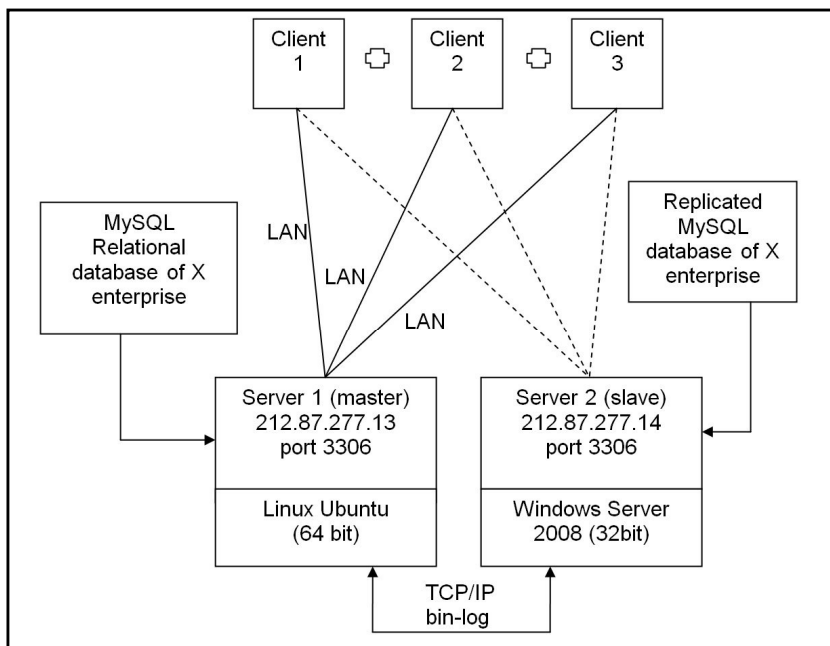 Client
1
Client
2
Client
3
MySQL
Relational
database of X
enterprise
Replicated
MySQL
database of X
enterprise
LAN
LAN
LAN
Server 1 (master)
212.87.277.13
port 3306
Linux Ubuntu
(64 bit)
Server 2 (slave)
212.87.277.14
port 3306
Windows Server
2008 (32bit)
TCP/IP
bin-log